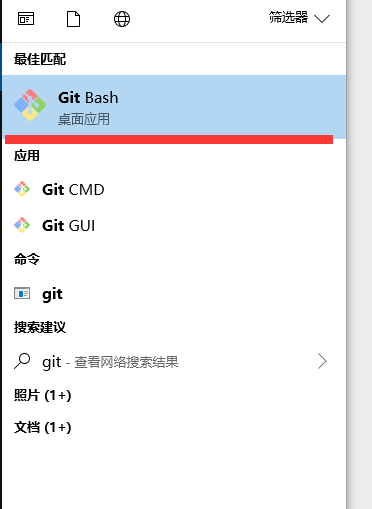 筛选器
最佳匹配
Git Bash
桌面应用
应用
Git CMD
Git GUI
命令
git
搜索建议
git - 查看网络搜索结果
照片 (1+)
文档 (1+)